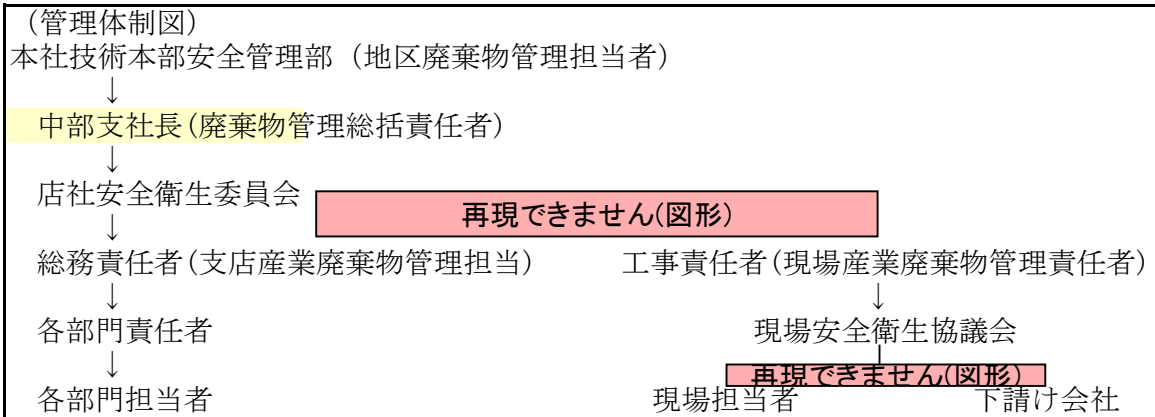 (管理体制図)
本社技術本部安全管理部 (地区廃棄物管理担当者)
↓
中部支社長(廃棄物管理総括責任者)
↓
店社安全衛生委員会
再現できません(図形)
↓
総務責任者(支店産業廃棄物管理担当) 工事責任者(現場産業廃棄物管理責任者)
↓ ↓
各部門責任者 現場安全衛生協議会
↓
再現できません(図形)
各部門担当者 現場担当者 下請け会社